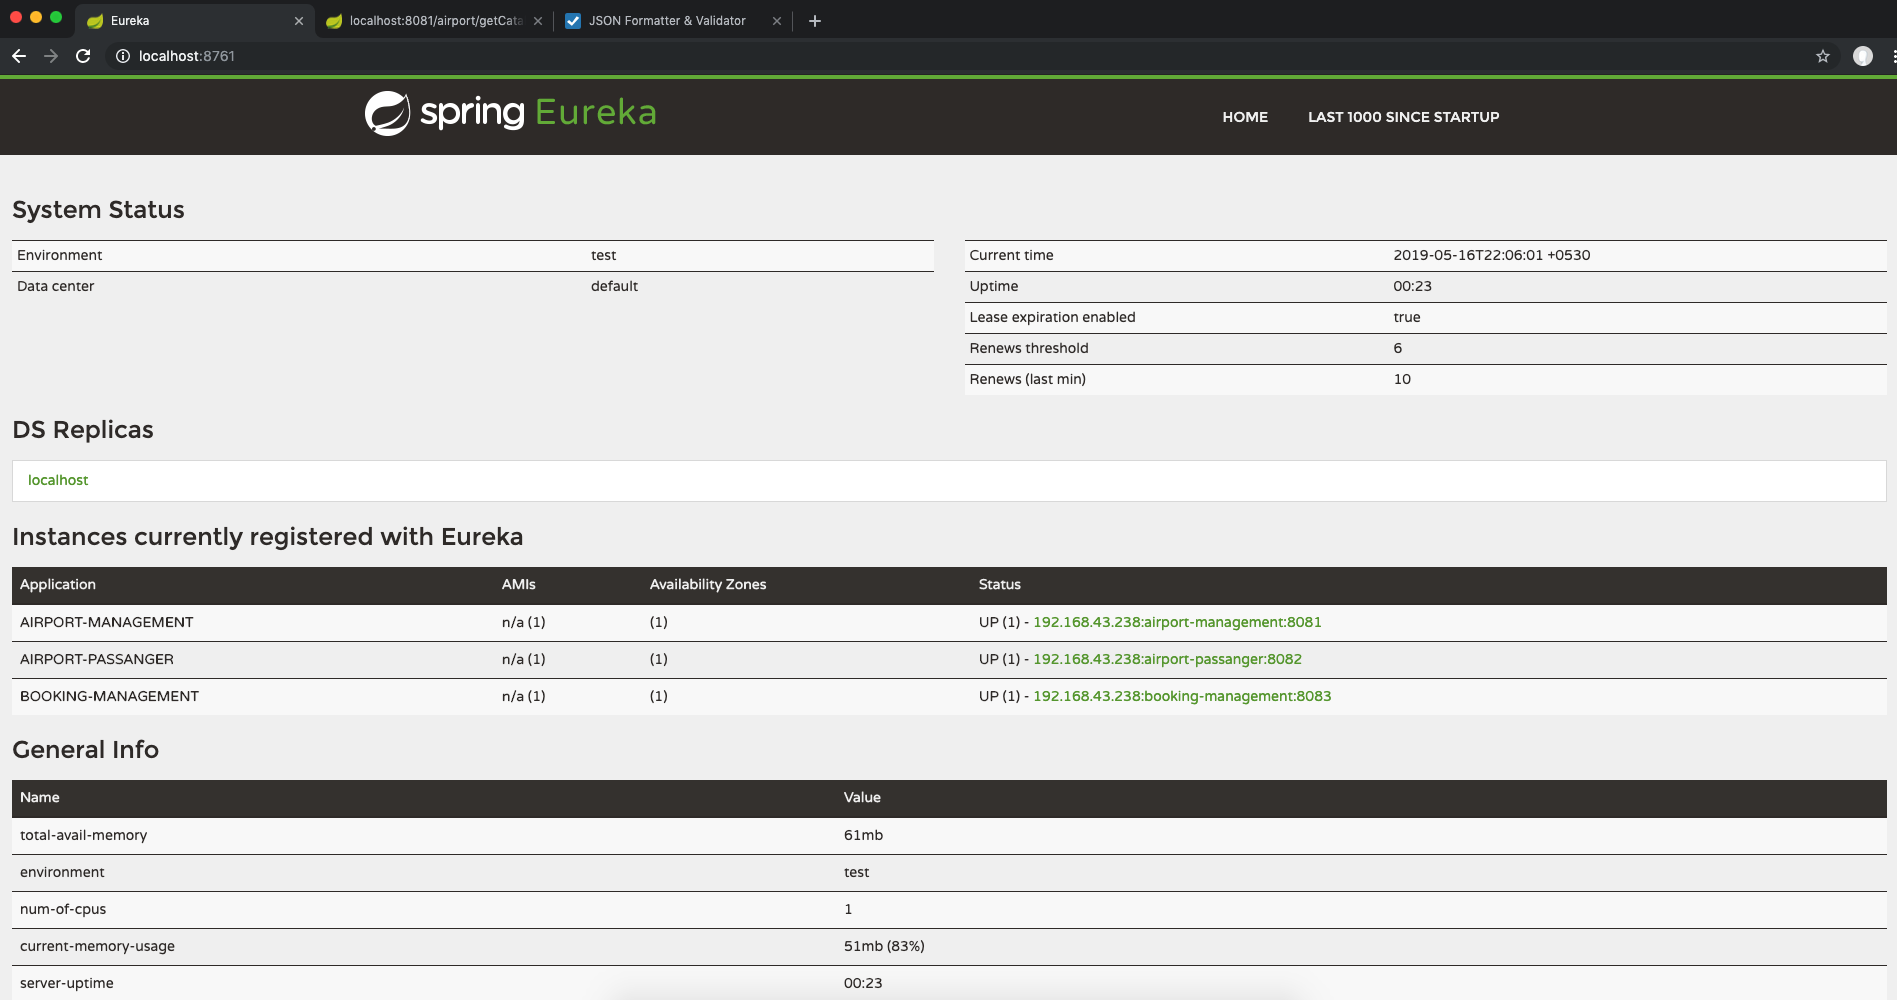 Eureka
localhost:8081/airport/getCata
JSON Formatter & Validator
localhost:8761
spring Eureka
HOME
LAST 1000 SINCE STARTUP
System Status
Environment test
Data center default
Current time 2019-05-16T22:06:01 +0530
Uptime 00:23
Lease expiration enabled true
Renews threshold 6
Renews (last min) 10
DS Replicas
localhost
Instances currently registered with Eureka
Application AMIs Availability Zones Status
AIRPORT-MANAGEMENT n/a (1) (1) UP (1) - 192.168.43.238:airport-management:8081
AIRPORT-PASSANGER n/a (1) (1) UP (1) - 192.168.43.238:airport-passanger:8082
BOOKING-MANAGEMENT n/a (1) (1) UP (1) - 192.168.43.238:booking-management:8083
General Info
Name Value
total-avail-memory 61mb
environment test
num-of-cpus 1
current-memory-usage 51mb (83%)
server-uptime 00:23